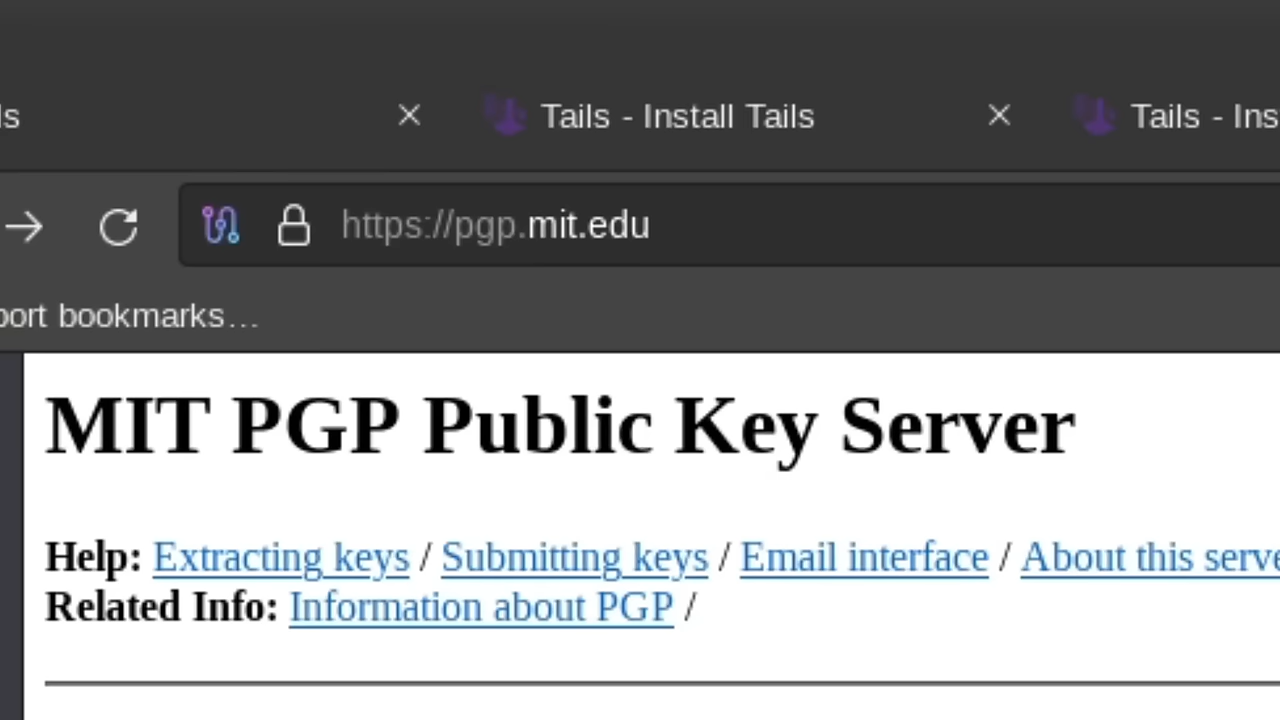 ls
Tails - Install Tails
Tails - Ins
https://pgp.mit.edu
port bookmarks…
MIT PGP Public Key Server
Help: Extracting keys / Submitting keys / Email interface / About this serve
Related Info: Information about PGP /